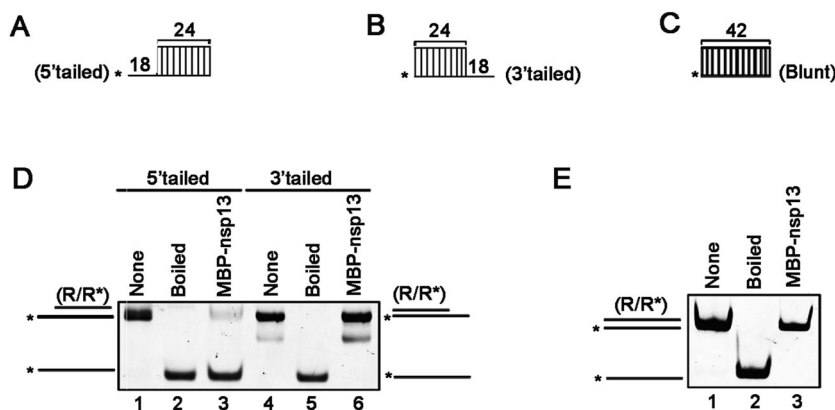 A
24
(5'tailed)
*
18
B
24
*
18
(3'tailed)
C
42
*
(Blunt)
D
5'tailed
3'tailed
None
Boiled
MBP-nsp13
None
Boiled
MBP-nsp13
(R/R*)
*
*
(R/R*)
*
*
1 2 3 4 5 6
E
None
Boiled
MBP-nsp13
(R/R*)
*
*
1 2 3